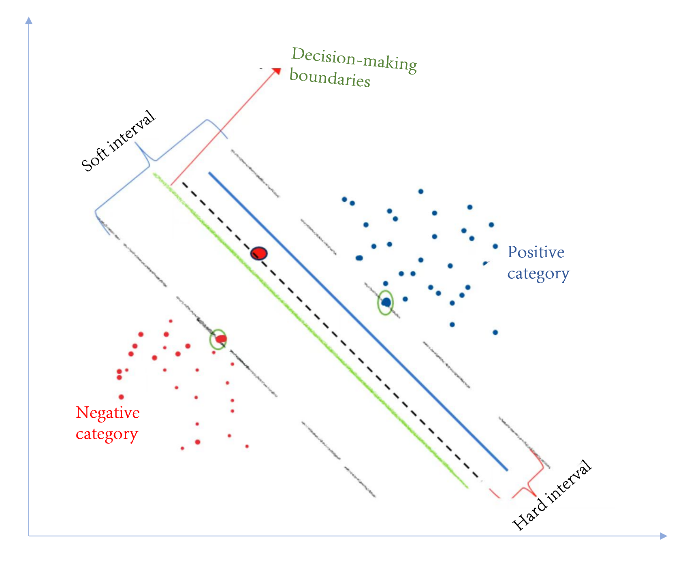 Decision-making
boundaries
Soft interval
Positive
category
Negative
category
Hard interval